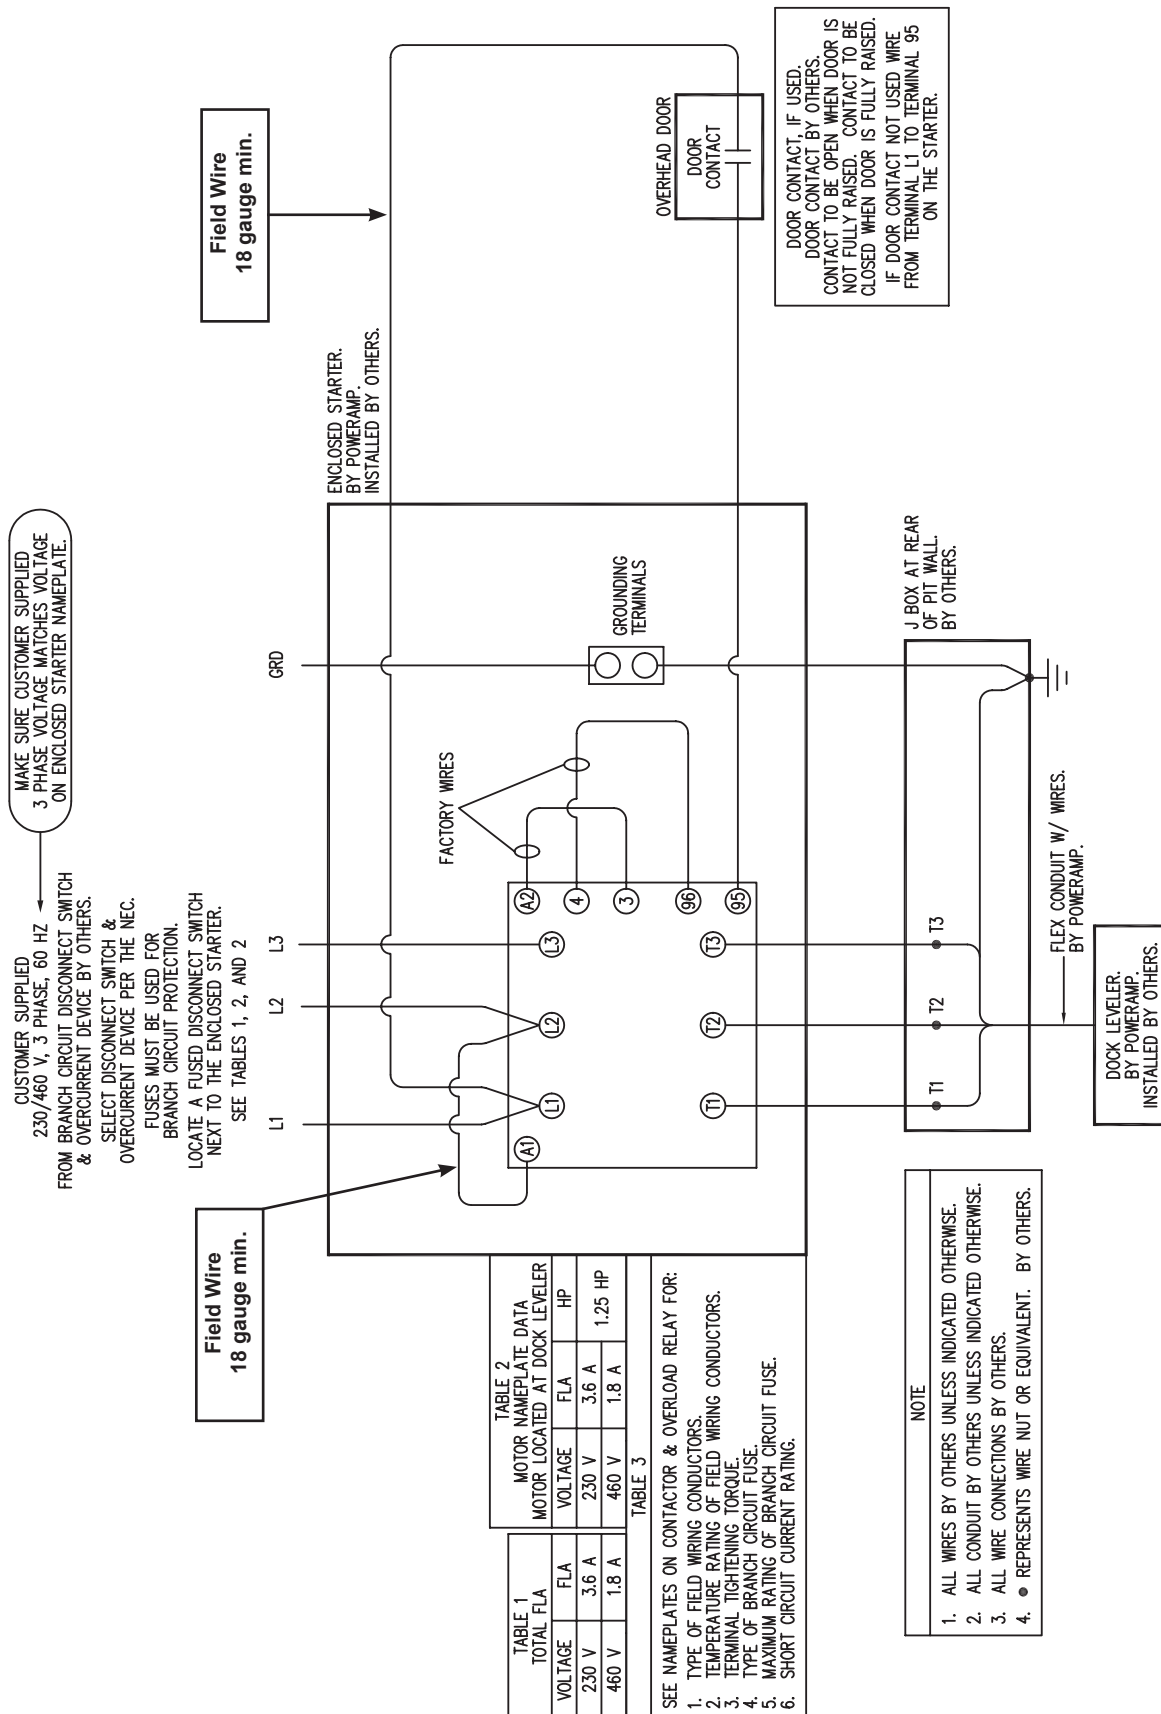 MAKE SURE CUSTOMER SUPPLIED
3 PHASE VOLTAGE MATCHES VOLTAGE
ON ENCLOSED STARTER NAMEPLATE.
CUSTOMER SUPPLIED
230/460 V, 3 PHASE, 60 HZ
FROM BRANCH CIRCUIT DISCONNECT SWITCH
& OVERCURRENT DEVICE BY OTHERS.
SELECT DISCONNECT SWITCH &
OVERCURRENT DEVICE PER THE NEC.
FUSES MUST BE USED FOR
BRANCH CIRCUIT PROTECTION.
LOCATE A FUSED DISCONNECT SWITCH
NEXT TO THE ENCLOSED STARTER.
SEE TABLES 1, 2, AND 2
Field Wire
18 gauge min.
L1
L2
L3
GRD
Field Wire
18 gauge min.
ENCLOSED STARTER.
BY POWERAMP.
INSTALLED BY OTHERS.
FACTORY WIRES
GROUNDING
TERMINALS
A1
L1
L2
L3
A2
4
3
96
95
T1
T2
T3
OVERHEAD DOOR
DOOR
CONTACT
DOOR CONTACT, IF USED.
DOOR CONTACT BY OTHERS.
CONTACT TO BE OPEN WHEN DOOR IS
NOT FULLY RAISED. CONTACT TO BE
CLOSED WHEN DOOR IS FULLY RAISED.
IF DOOR CONTACT NOT USED WIRE
FROM TERMINAL L1 TO TERMINAL 95
ON THE STARTER.
TABLE 1
TOTAL FLA
VOLTAGE FLA
230 V 3.6 A
460 V 1.8 A
TABLE 2
MOTOR NAMEPLATE DATA
MOTOR LOCATED AT DOCK LEVELER
VOLTAGE FLA HP
230 V 3.6 A 1.25 HP
460 V 1.8 A
TABLE 3
SEE NAMEPLATES ON CONTACTOR & OVERLOAD RELAY FOR:
1. TYPE OF FIELD WIRING CONDUCTORS.
2. TEMPERATURE RATING OF FIELD WIRING CONDUCTORS.
3. TERMINAL TIGHTENING TORQUE.
4. TYPE OF BRANCH CIRCUIT FUSE.
5. MAXIMUM RATING OF BRANCH CIRCUIT FUSE.
6. SHORT CIRCUIT CURRENT RATING.
J BOX AT REAR
OF PIT WALL.
BY OTHERS.
T1
T2
T3
FLEX CONDUIT W/ WIRES.
BY POWERAMP.
DOCK LEVELER.
BY POWERAMP.
INSTALLED BY OTHERS.
NOTE
1. ALL WIRES BY OTHERS UNLESS INDICATED OTHERWISE.
2. ALL CONDUIT BY OTHERS UNLESS INDICATED OTHERWISE.
3. ALL WIRE CONNECTIONS BY OTHERS.
4. ● REPRESENTS WIRE NUT OR EQUIVALENT. BY OTHERS.